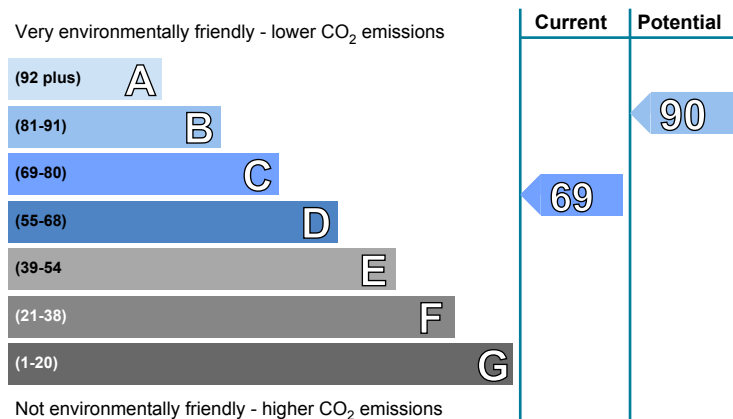 Very environmentally friendly - lower CO₂ emissions
Current
Potential
(92 plus) A
(81-91) B
90
(69-80) C
69
(55-68) D
(39-54 E
(21-38) F
(1-20) G
Not environmentally friendly - higher CO₂ emissions